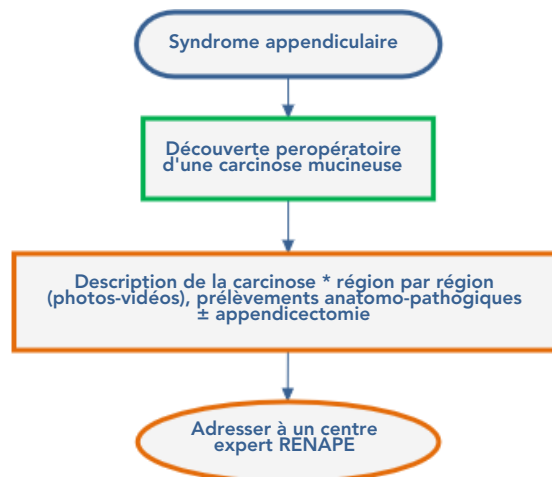 Syndrome appendiculaire
Découverte peropératoire
d'une carcinose mucineuse
Description de la carcinose * région par région
(photos-vidéos), prélèvements anatomo-pathogiques
± appendicectomie
Adresser à un centre
expert RENAPE